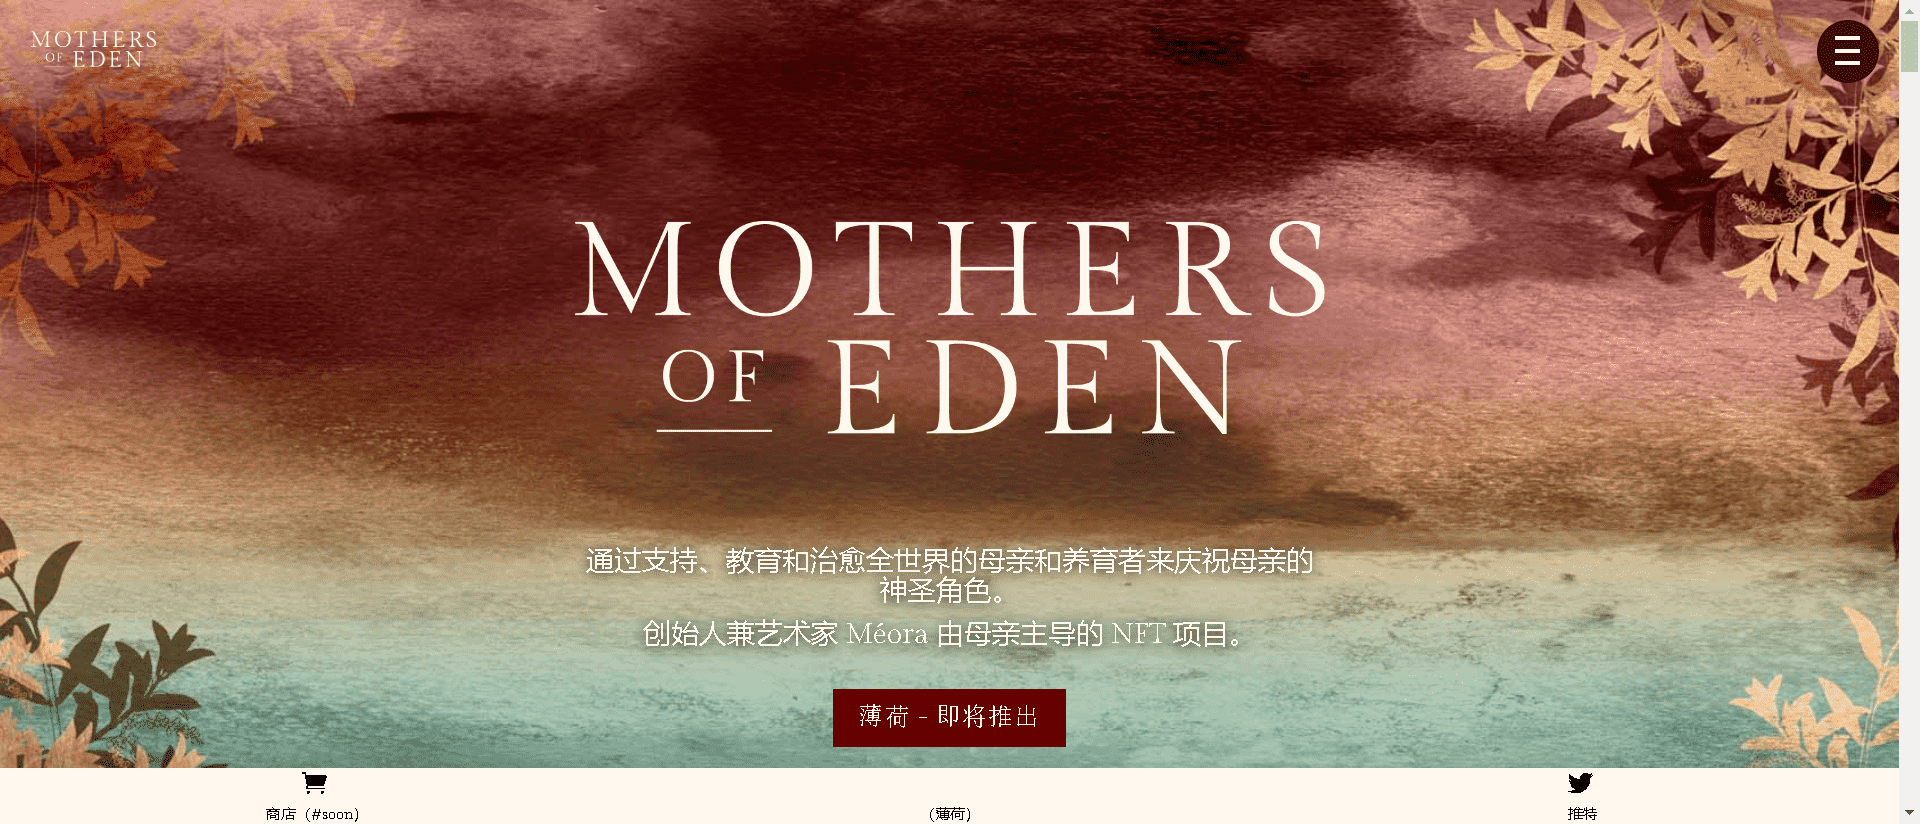 MOTHERS
OF EDEN
MOTHERS
OF EDEN
通过支持、教育和治愈全世界的母亲和养育者来庆祝母亲的
神圣角色。
创始人兼艺术家 Méora 由母亲主导的 NFT 项目。
薄荷 - 即将推出
商店（#soon）
（薄荷）
推特